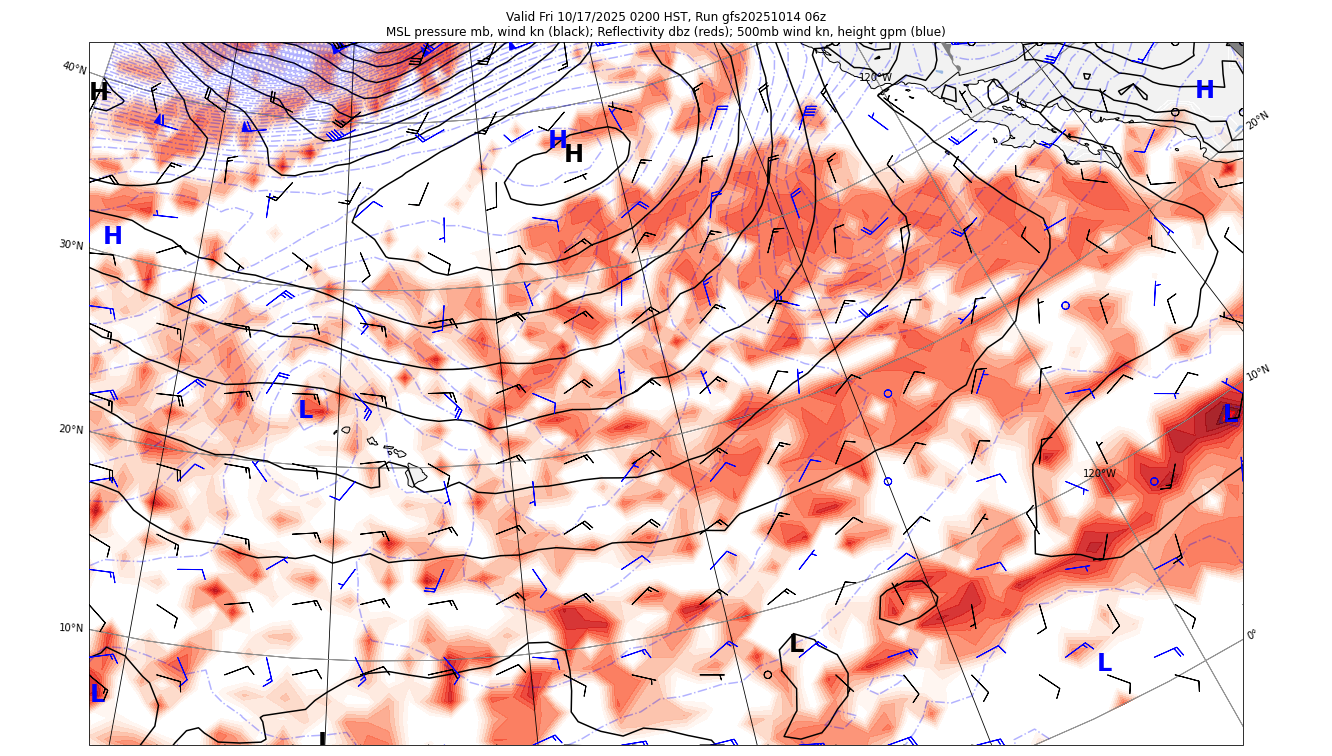 Valid Fri 10/17/2025 0200 HST, Run gfs20251014 06z
MSL pressure mb, wind kn (black); Reflectivity dbz (reds); 500mb wind kn, height gpm (blue)
40°N
120°W
H
H
20°N
H
H
H
30°N
10°N
L
L
20°N
120°W
10°N
0°
L
L
L
L